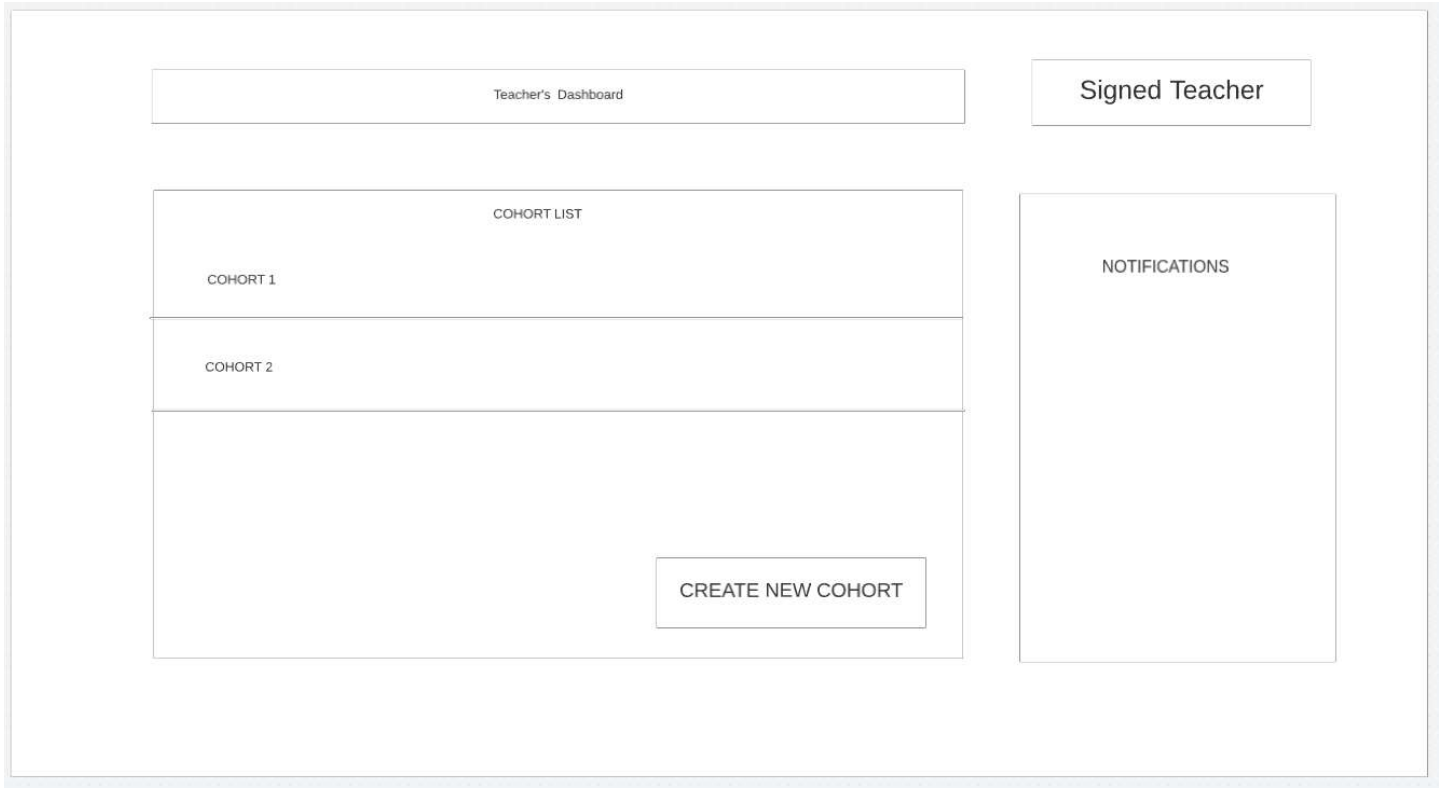 Teacher's Dashboard
Signed Teacher
COHORT LIST
COHORT 1
COHORT 2
CREATE NEW COHORT
NOTIFICATIONS